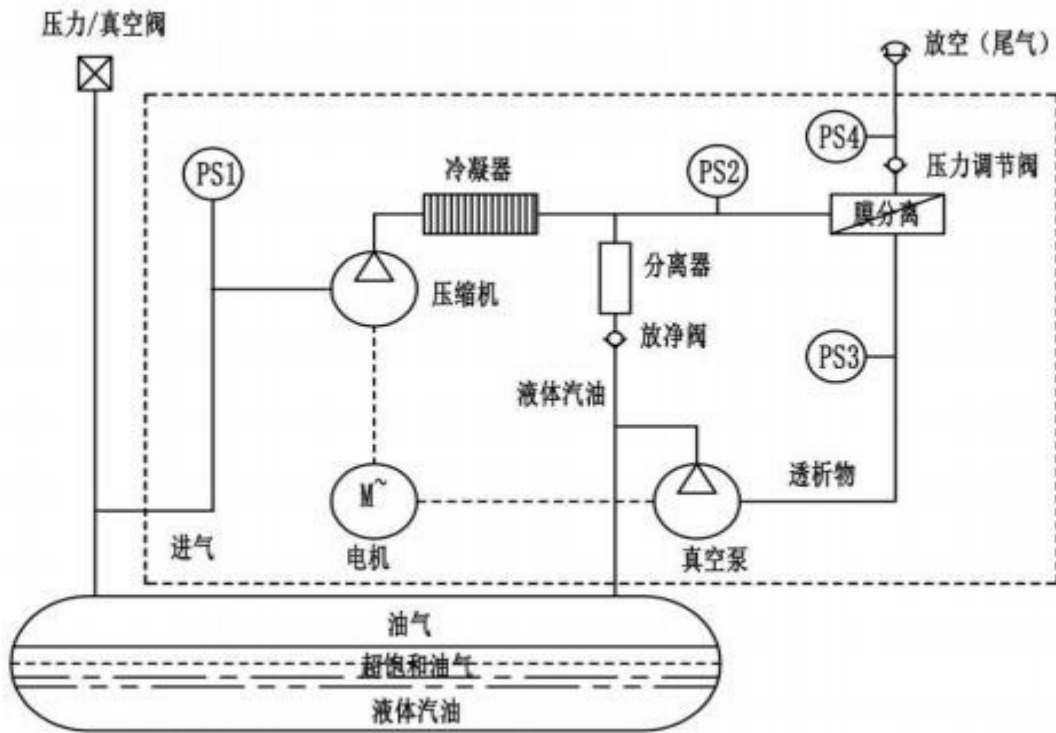 压力/真空阀
放空（尾气）
PS1
冷凝器
PS2
PS4
压力调节阀
膜分离
压缩机
分离器
放净阀
PS3
液体汽油
透析物
M~
进气
电机
真空泵
油气
超饱和油气
液体汽油